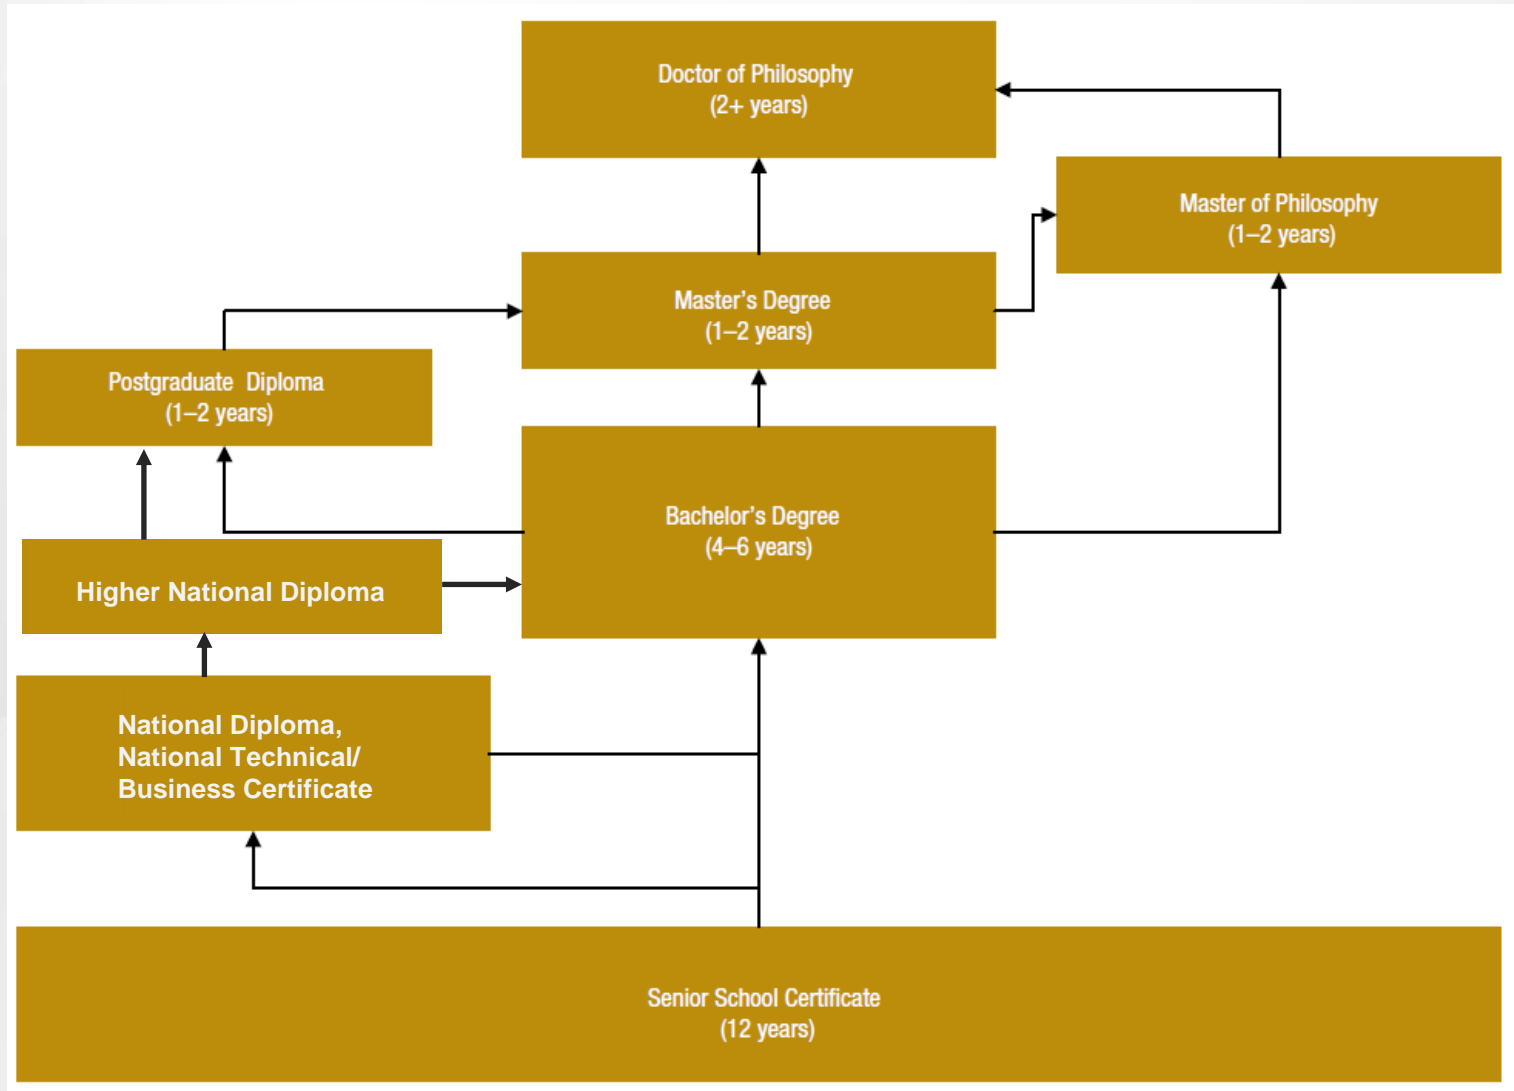 Doctor of Philosophy
(2+ years)
Master of Philosophy
(1–2 years)
Master's Degree
(1–2 years)
Postgraduate Diploma
(1–2 years)
Bachelor's Degree
(4–6 years)
Higher National Diploma
National Diploma,
National Technical/
Business Certificate
Senior School Certificate
(12 years)